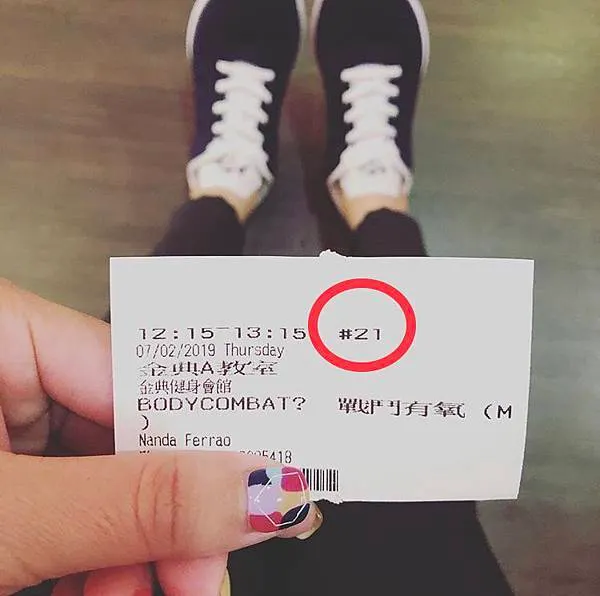 12:15-13:15 #21
07/02/2019 Thursday
金典A教室
金典健身會館
BODYCOMBAT? 戰鬥有氧 (M
)
Nanda Ferrao
5418